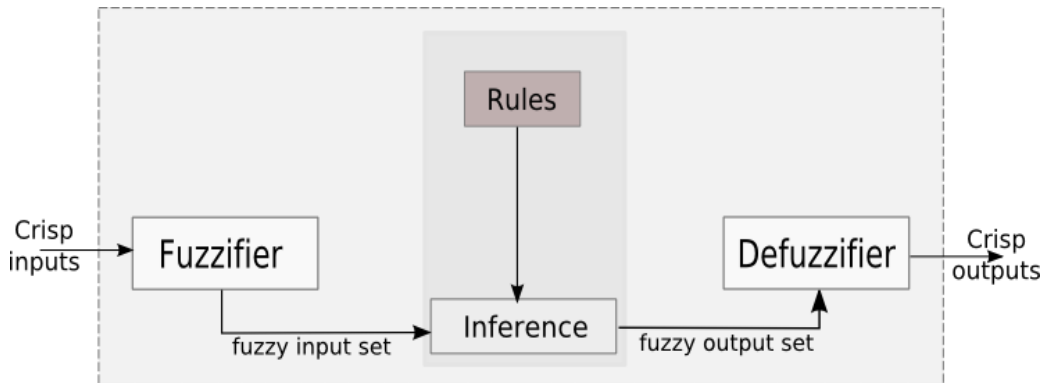 Rules
Crisp
inputs
Fuzzifier
Defuzzifier
Crisp
outputs
Inference
fuzzy input set
fuzzy output set